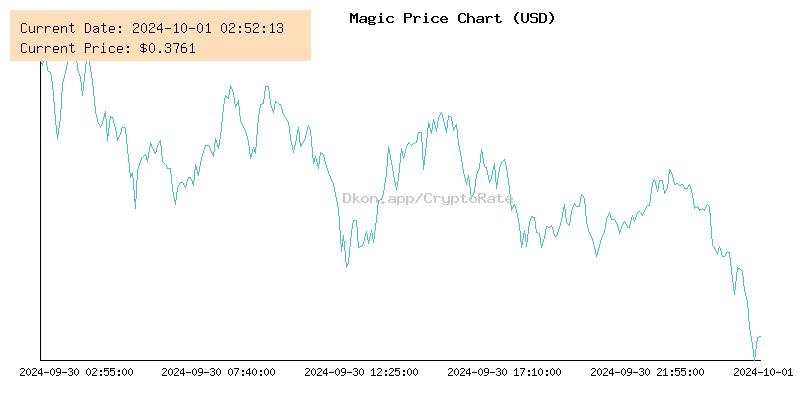 Magic Price Chart (USD)
Current Date: 2024-10-01 02:52:13
Current Price: $0.3761
Dkon.app/CryptoRate
2024-09-30 02:55:00 2024-09-30 07:40:00 2024-09-30 12:25:00 2024-09-30 17:10:00 2024-09-30 21:55:00 2024-10-01